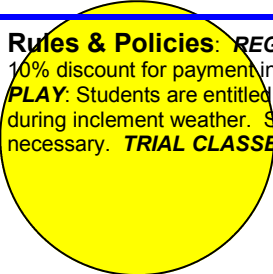 Rules & Policies: REG
10% discount for payment in
PLAY: Students are entitled
during inclement weather. S
necessary. TRIAL CLASSE